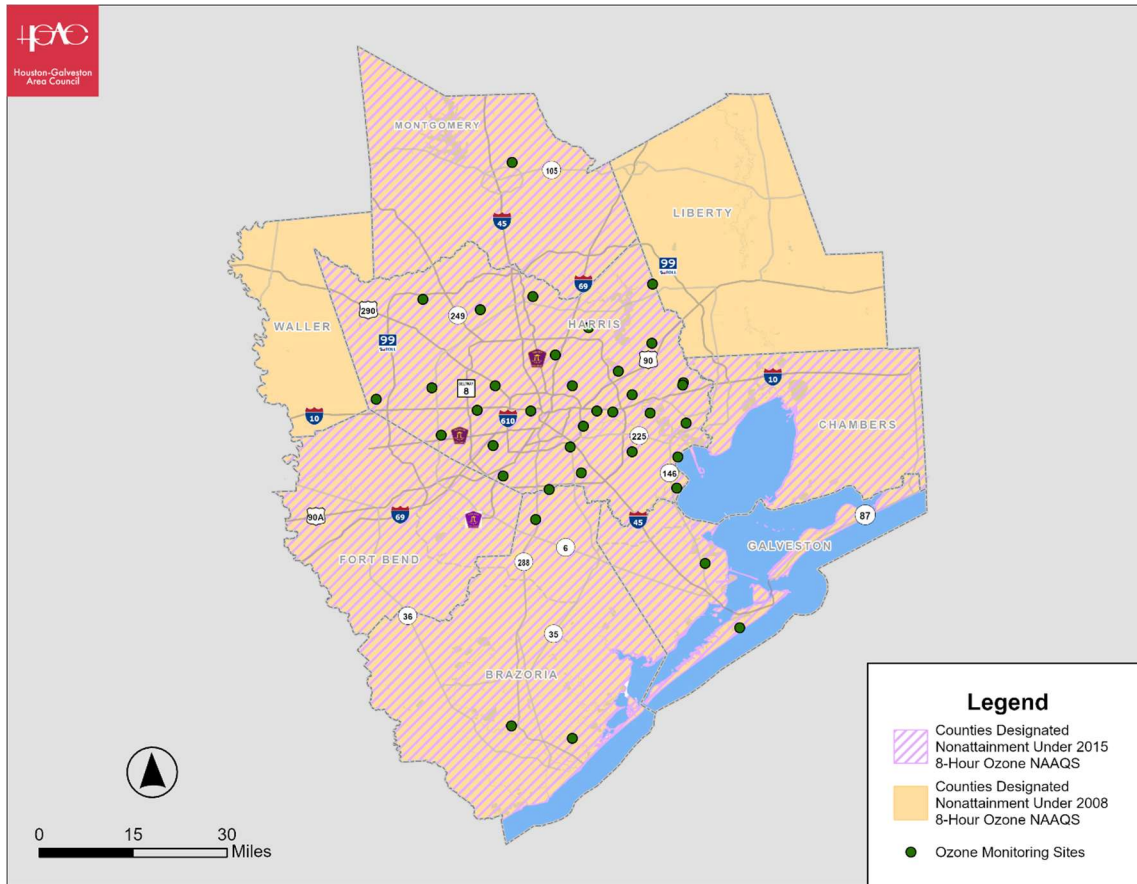 HGAC
Houston-Galveston
Area Council
MONTGOMERY
105
45
LIBERTY
99
69
WALLER
290
249
HARRIS
99
90
8
10
10
610
CHAMBERS
225
146
90A
69
45
87
GALVESTON
FORT BEND
6
288
36
35
BRAZORIA
Legend
Counties Designated
Nonattainment Under 2015
8-Hour Ozone NAAQS
Counties Designated
Nonattainment Under 2008
8-Hour Ozone NAAQS
Ozone Monitoring Sites
0 15 30
Miles